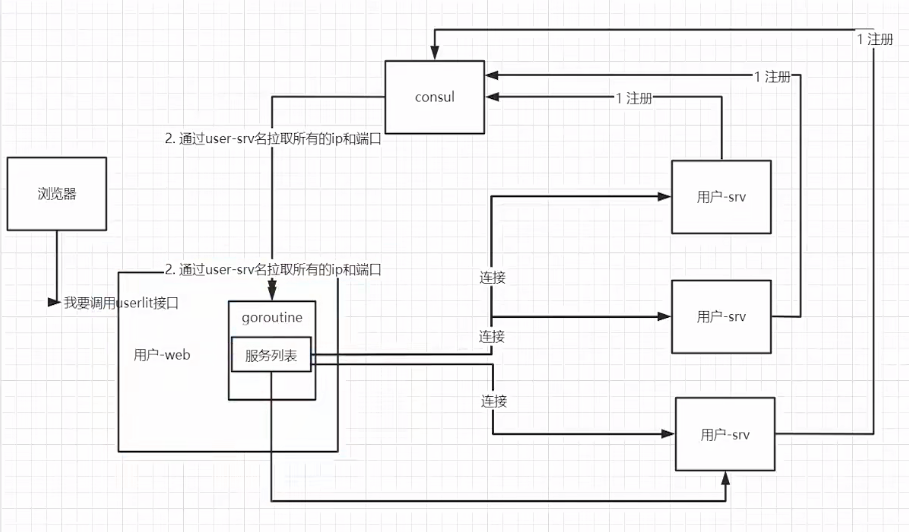 1 注册
consul
1 注册
1 注册
2. 通过user-srv名拉取所有的ip和端口
浏览器
用户-srv
2. 通过user-srv名拉取所有的ip和端口
连接
我要调用userlit接口
goroutine
用户-srv
连接
用户-web
服务列表
连接
用户-srv